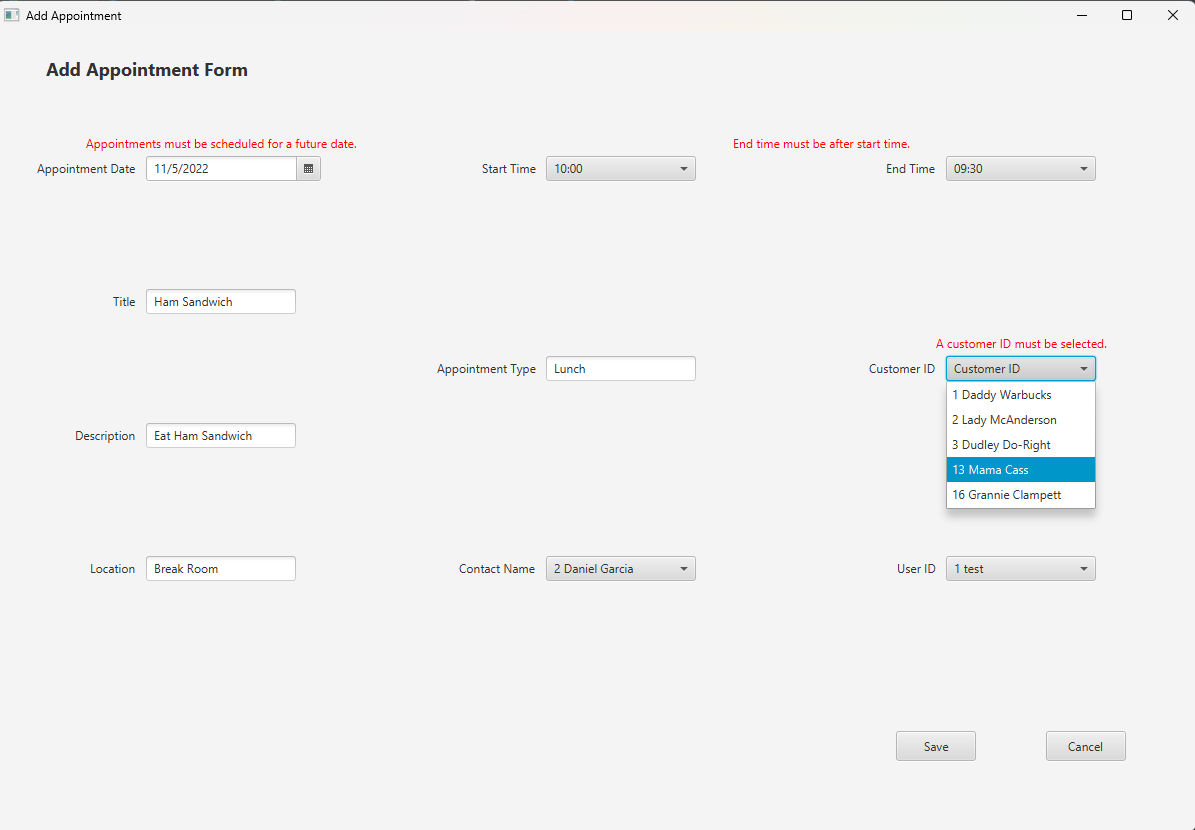 Add Appointment
Add Appointment Form
Appointments must be scheduled for a future date.
End time must be after start time.
Appointment Date 11/5/2022
Start Time 10:00
End Time 09:30
Title Ham Sandwich
A customer ID must be selected.
Appointment Type Lunch
Customer ID Customer ID
1 Daddy Warbucks
2 Lady McAnderson
3 Dudley Do-Right
13 Mama Cass
16 Grannie Clampett
Description Eat Ham Sandwich
Location Break Room
Contact Name 2 Daniel Garcia
User ID 1 test
Save
Cancel